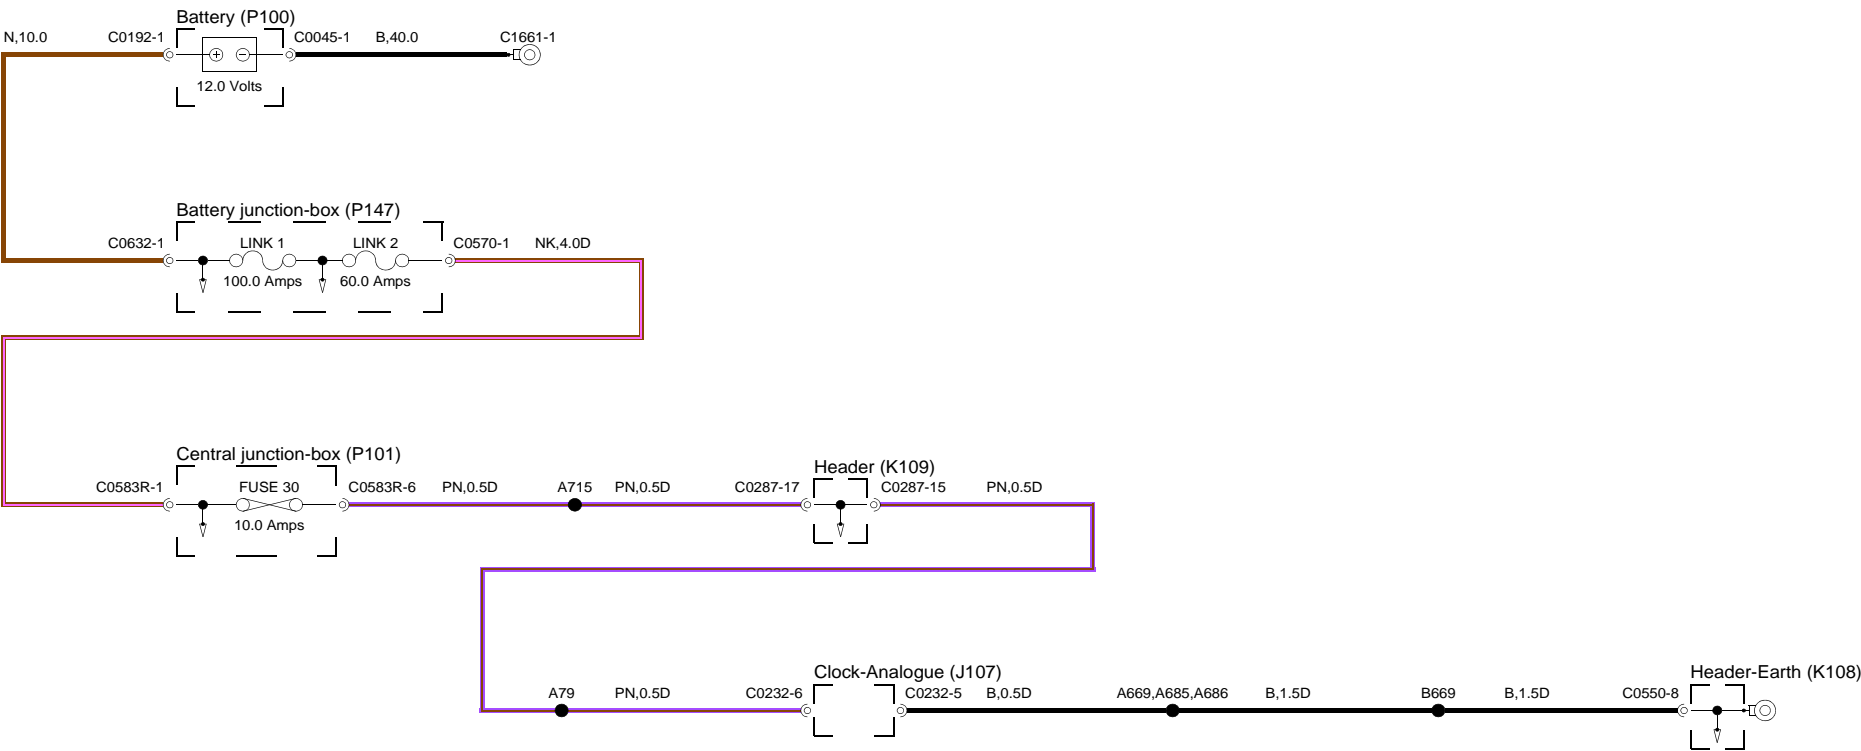 Battery (P100)
N,10.0 C0192-1 C0045-1 B,40.0 C1661-1
12.0 Volts
Battery junction-box (P147)
C0632-1 LINK 1 LINK 2 C0570-1 NK,4.0D
100.0 Amps 60.0 Amps
Central junction-box (P101)
Header (K109)
C0583R-1 FUSE 30 C0583R-6 PN,0.5D A715 PN,0.5D C0287-17 C0287-15 PN,0.5D
10.0 Amps
Clock-Analogue (J107) Header-Earth (K108)
A79 PN,0.5D C0232-6 C0232-5 B,0.5D A669,A685,A686 B,1.5D B669 B,1.5D C0550-8